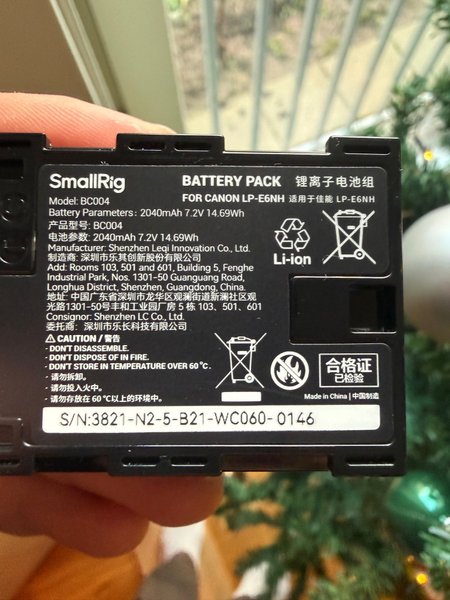 SmallRig
BATTERY PACK 锂离子电池组
FOR CANON LP-E6NH 适用于佳能 LP-E6NH
Model: BC004
Battery Parameters: 2040mAh 7.2V 14.69Wh
产品型号: BC004
电池参数: 2040mAh 7.2V 14.69Wh
Manufacturer: Shenzhen Leqi Innovation Co., Ltd.
制造商: 深圳市乐其创新股份有限公司
Add: Rooms 103, 501 and 601, Building 5, Fenghe
Industrial Park, Nos. 1301-50 Guanguang Road,
Longhua District, Shenzhen, Guangdong, China.
地址: 中国广东省深圳市龙华区观澜街道新澜社区观
光路1301-50号丰和工业园厂房 5 栋 103、501、601
Consignor: Shenzhen LC Co., Ltd.
委托商: 深圳市乐长科技有限公司
Li-ion
CAUTION / 警告
- DON'T DISASSEMBLE.
- DON'T DISPOSE OF IN FIRE.
- DON'T STORE IN TEMPERATURE OVER 60°C.
- 请勿拆卸.
- 请勿投入火中.
- 请勿存放在 60°C以上的环境中.
合格证
已检验
Made in China | 中国制造
S/N:3821-N2-5-B21-WC060-0146